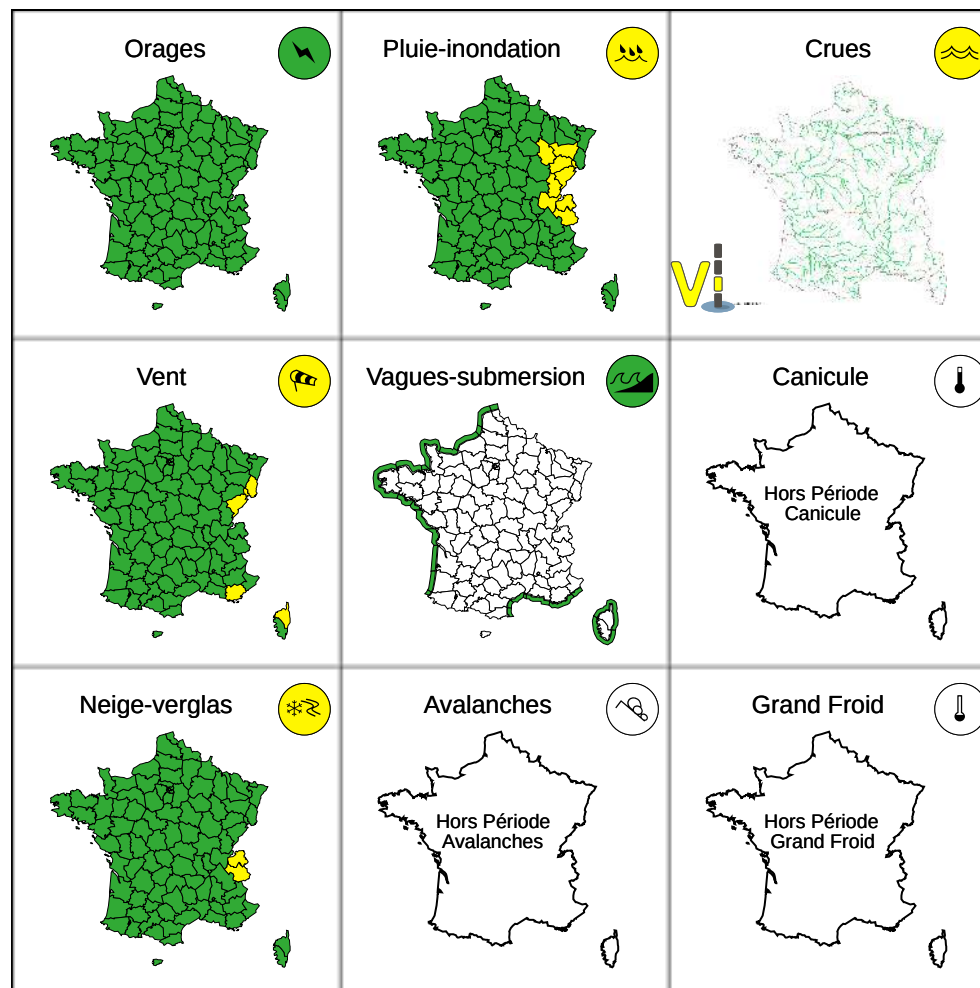 Orages
Pluie-inondation
Crues
Vi
Vent
Vagues-submersion
Canicule
Hors Période
Canicule
Neige-verglas
Avalanches
Hors Période
Avalanches
Grand Froid
Hors Période
Grand Froid